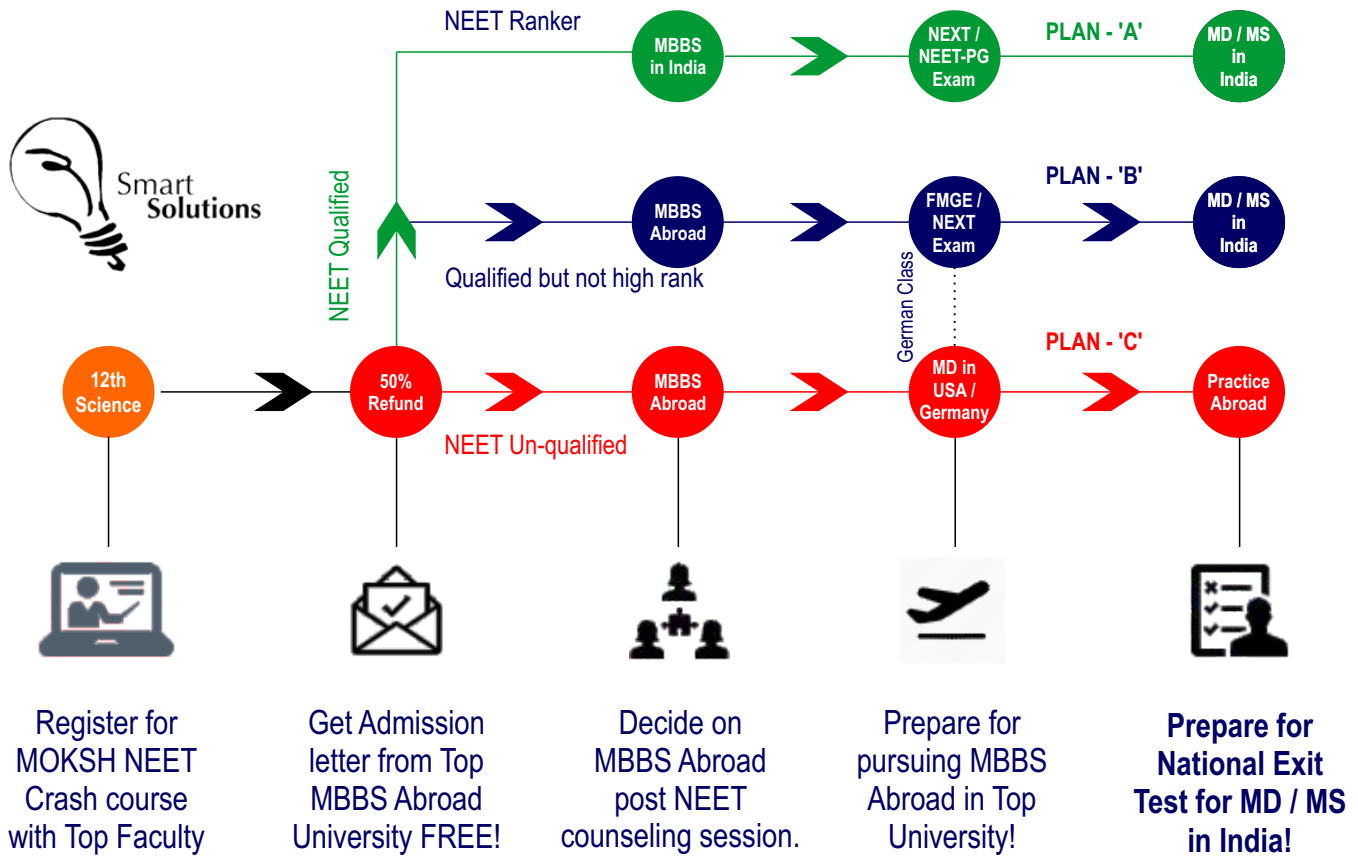 NEET Ranker
MBBS
in India
NEXT /
NEET-PG
Exam
PLAN - 'A'
MD / MS
in
India
Smart
Solutions
NEET Qualified
MBBS
Abroad
FMGE /
NEXT
Exam
PLAN - 'B'
MD / MS
in
India
Qualified but not high rank
German Class
12th
Science
50%
Refund
MBBS
Abroad
MD in
USA /
Germany
PLAN - 'C'
Practice
Abroad
NEET Un-qualified
Register for
MOKSH NEET
Crash course
with Top Faculty
Get Admission
letter from Top
MBBS Abroad
University FREE!
Decide on
MBBS Abroad
post NEET
counseling session.
Prepare for
pursuing MBBS
Abroad in Top
University!
Prepare for
National Exit
Test for MD / MS
in India!